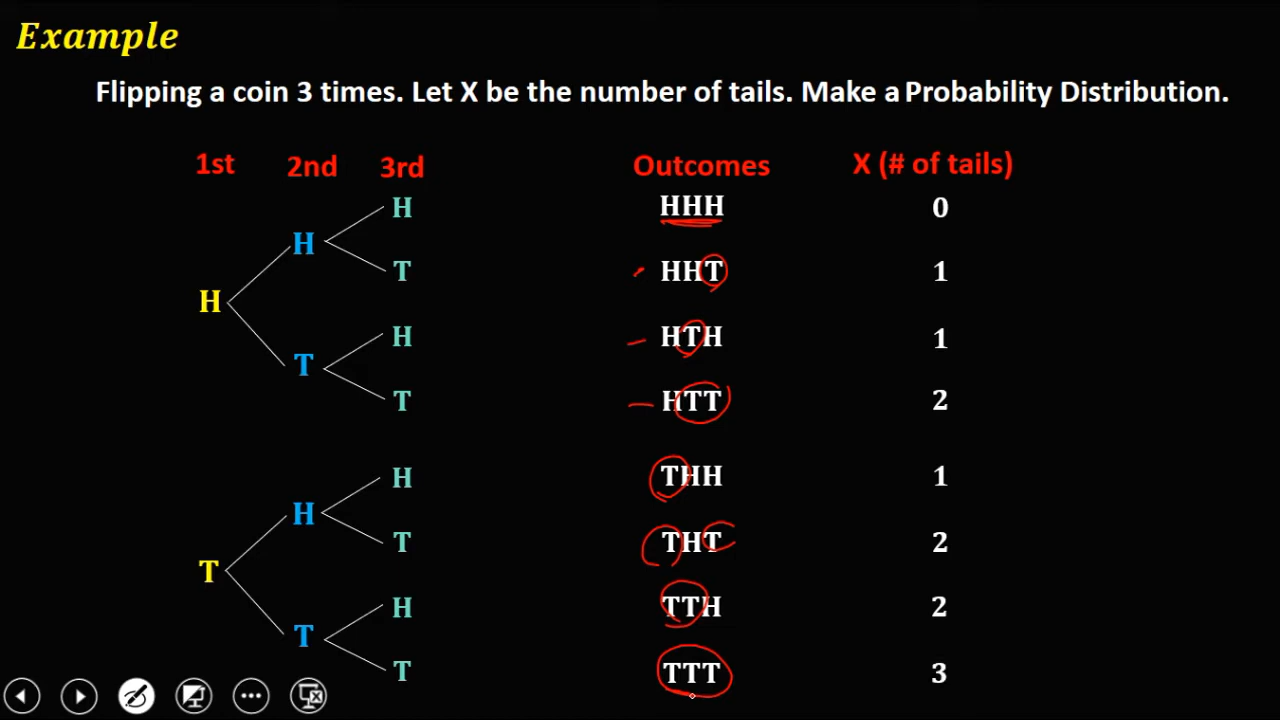 Example
Flipping a coin 3 times. Let X be the number of tails. Make a Probability Distribution.
1st 2nd 3rd Outcomes X (# of tails)
H HHH 0
H
T HHT 1
H
H HTH 1
T
T HTT 2
H THH 1
H
T THT 2
T
H TTH 2
T
T TTT 3